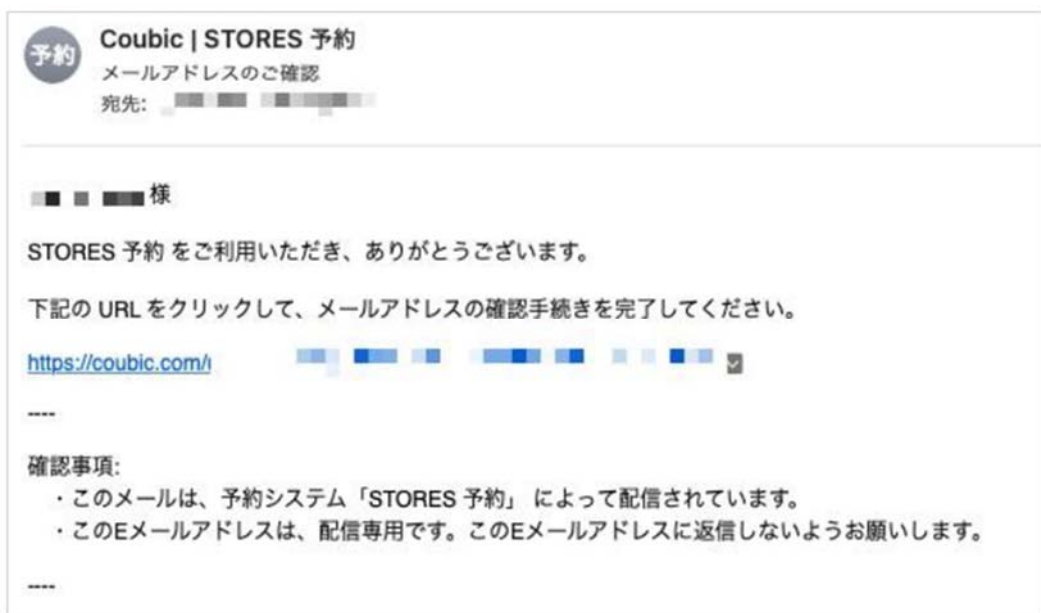 予約
Coubic | STORES 予約
メールアドレスのご確認
宛先:
様
STORES 予約 をご利用いただき、ありがとうございます。
下記の URL をクリックして、メールアドレスの確認手続きを完了してください。
https://coubic.com/
----
確認事項:
・このメールは、予約システム「STORES 予約」 によって配信されています。
・このEメールアドレスは、配信専用です。このEメールアドレスに返信しないようお願いします。
----